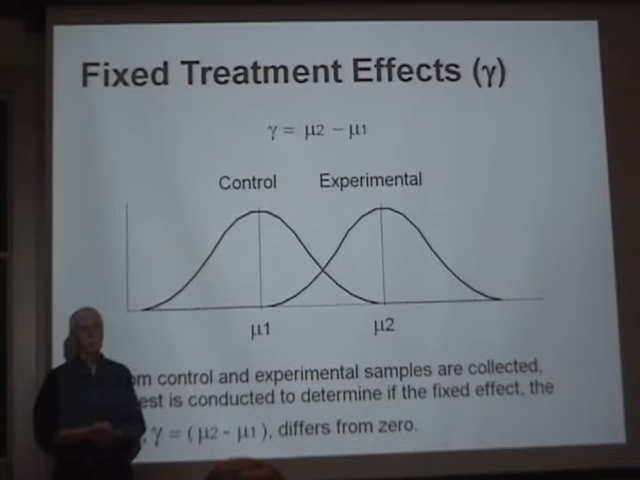 Fixed Treatment Effects (γ)
γ = μ2 − μ1
Control Experimental
μ1 μ2
control and experimental samples are collected,
is conducted to determine if the fixed effect, the
γ = ( μ2 - μ1 ), differs from zero.